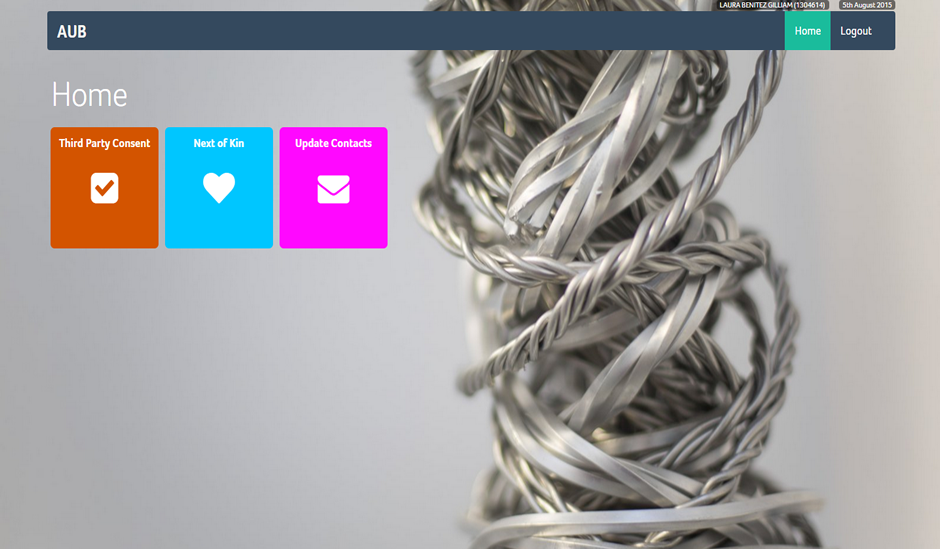 LAURA BENITEZ GILLIAM (1304614) 5th August 2015
AUB Home Logout
Home
Third Party Consent Next of Kin Update Contacts